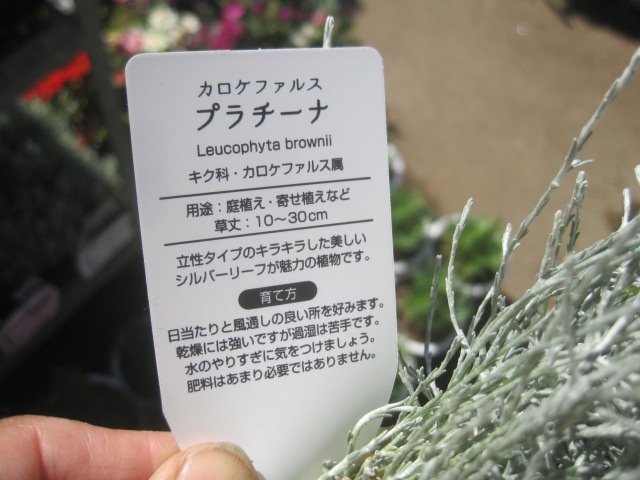 カロケファルス
プラチーナ
Leucophyta brownii
キク科・カロケファルス属
用途：庭植え・寄せ植えなど
草丈：10～30cm
立性タイプのキラキラした美しい
シルバーリーフが魅力の植物です。
育て方
日当たりと風通しの良い所を好みます。
乾燥には強いですが過湿は苦手です。
水のやりすぎに気をつけましょう。
肥料はあまり必要ではありません。